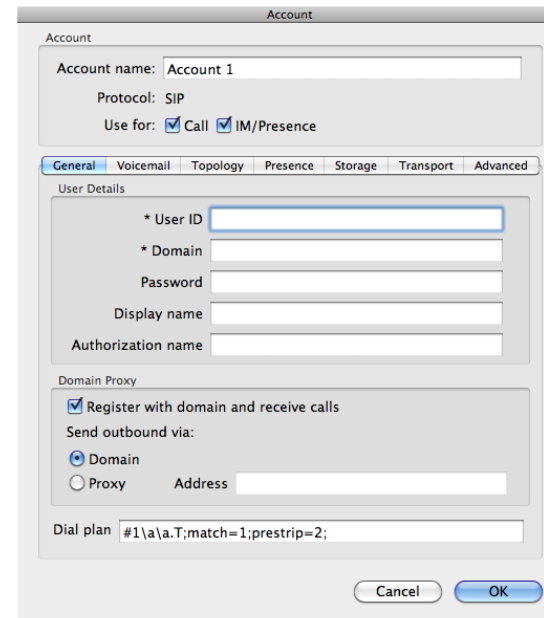 Account
Account
Account name: Account 1
Protocol: SIP
Use for: Call IM/Presence
General Voicemail Topology Presence Storage Transport Advanced
User Details
* User ID
* Domain
Password
Display name
Authorization name
Domain Proxy
Register with domain and receive calls
Send outbound via:
Domain
Proxy Address
Dial plan #1\a\a.T;match=1;prestrip=2;
Cancel OK